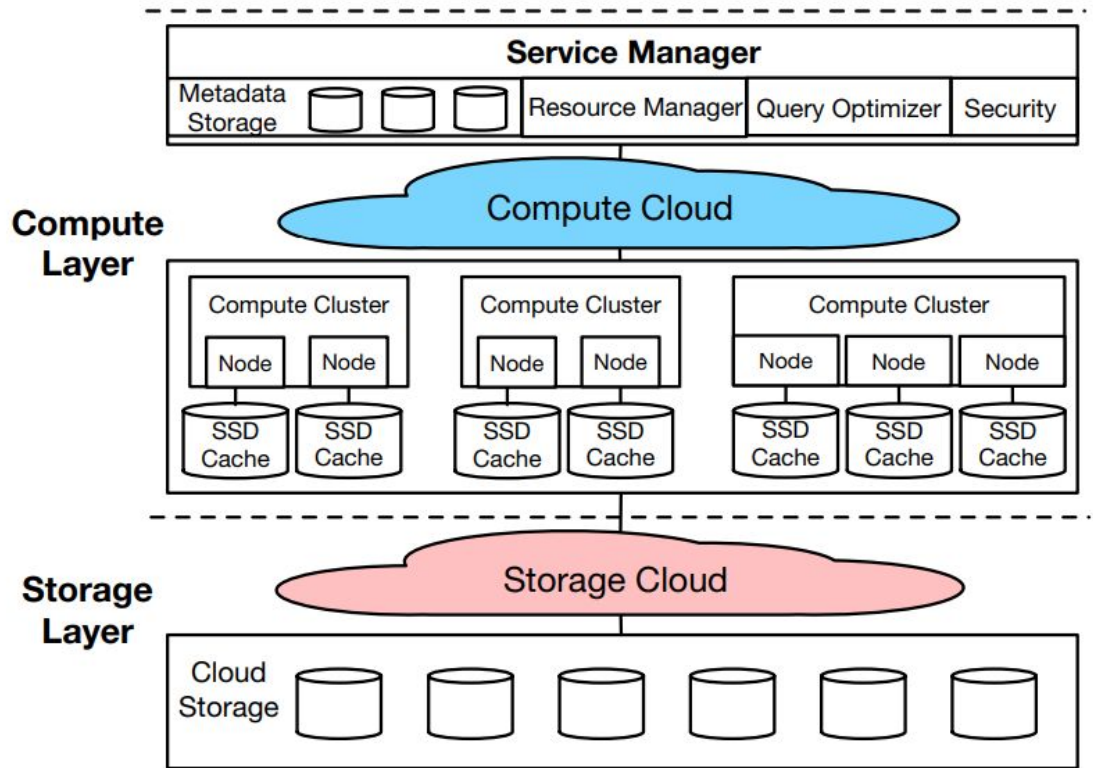 Service Manager
Metadata
Storage
Resource Manager
Query Optimizer
Security
Compute Cloud
Compute
Layer
Compute Cluster
Compute Cluster
Compute Cluster
Node
Node
Node
Node
Node
Node
Node
SSD
Cache
SSD
Cache
SSD
Cache
SSD
Cache
SSD
Cache
SSD
Cache
SSD
Cache
Storage Cloud
Storage
Layer
Cloud
Storage